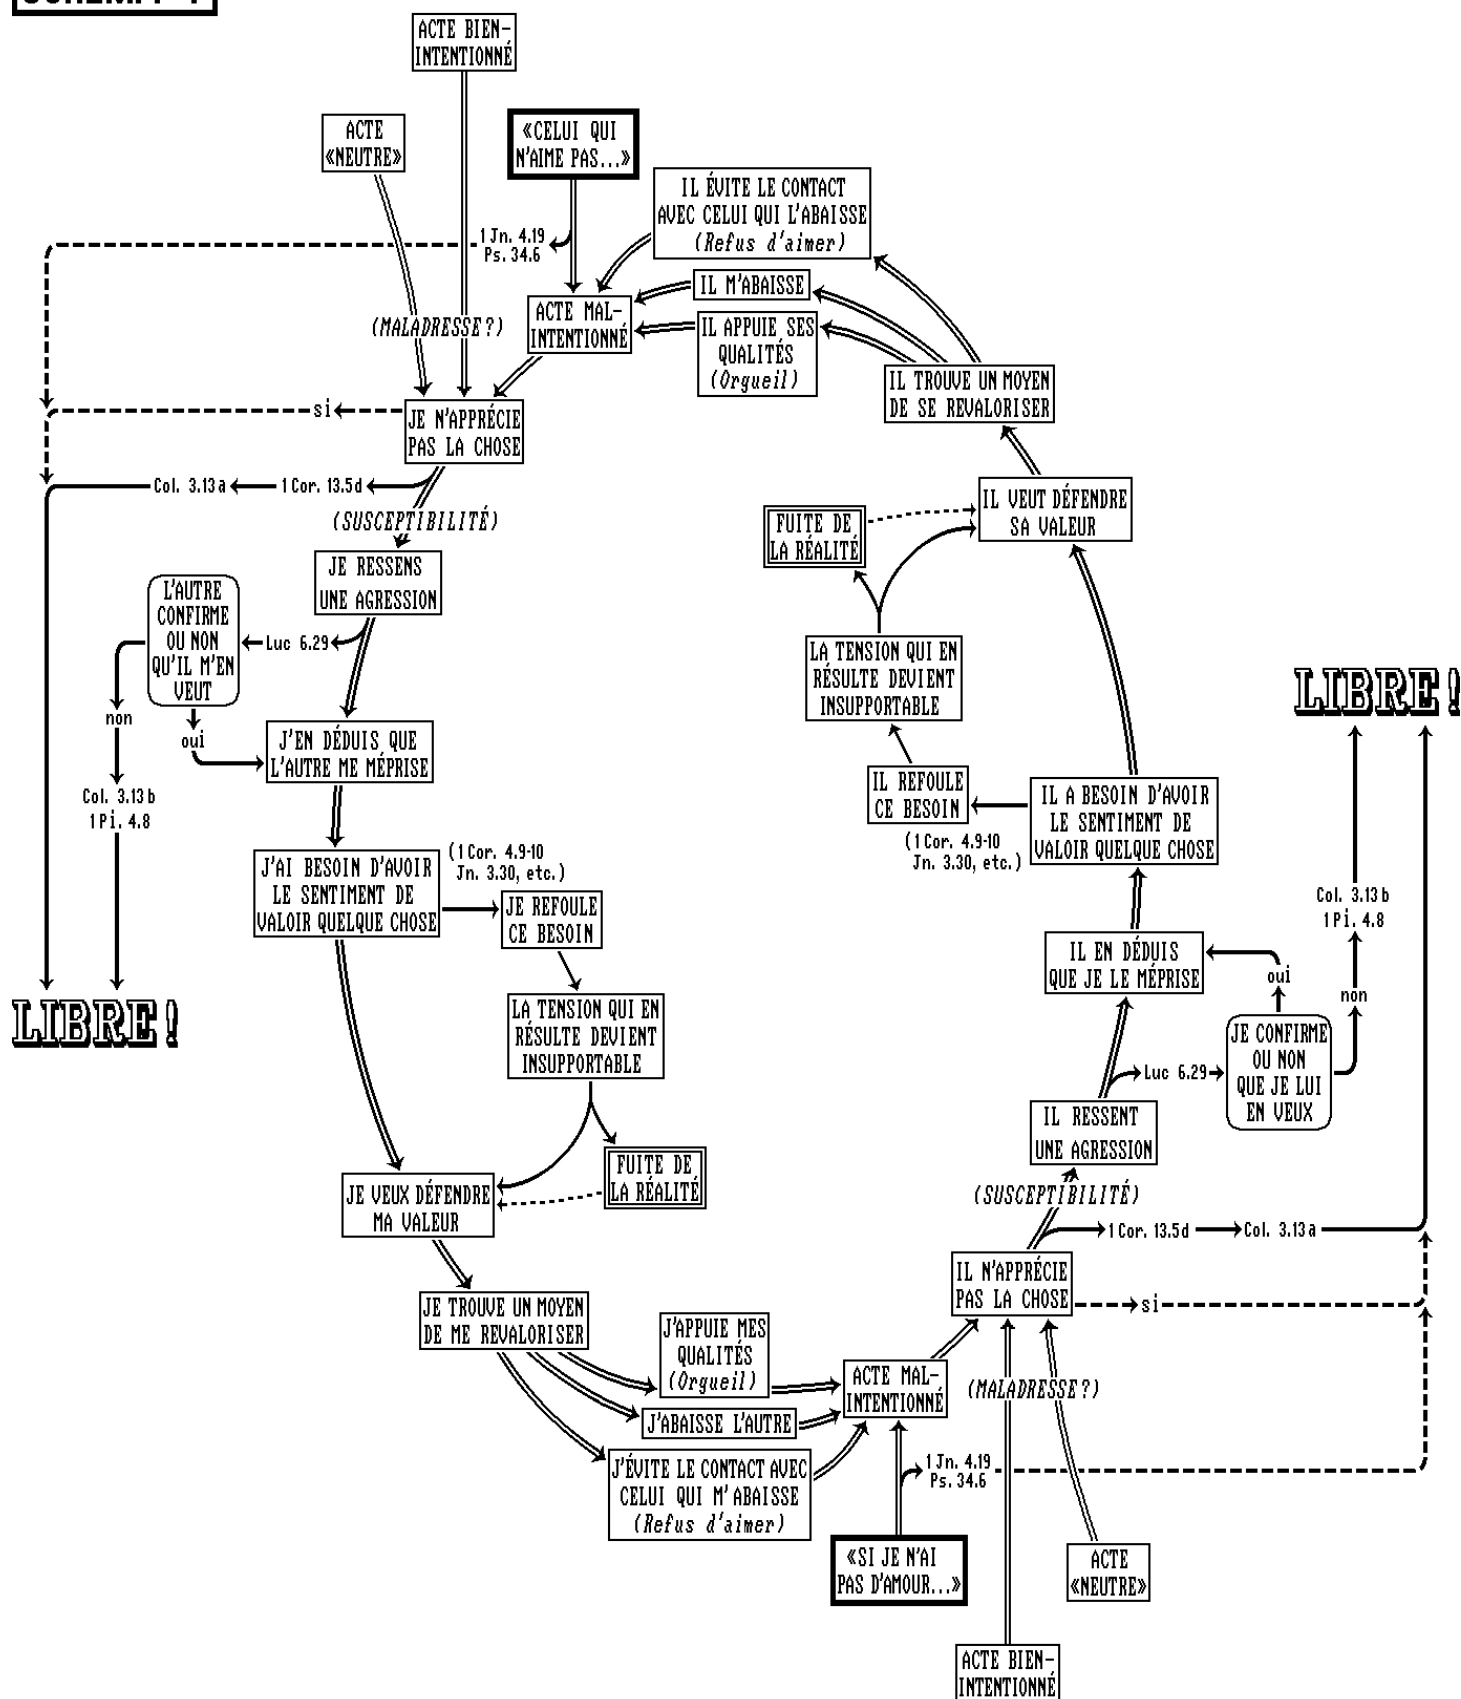 SCHÉMA 1
ACTE BIEN-
INTENTIONNÉ
ACTE
«NEUTRE»
«CELUI QUI
N'AIME PAS...»
IL ÉVITE LE CONTACT
AVEC CELUI QUI L'ABAISSE
(Refus d'aimer)
1 Jn. 4.19
Ps. 34.6
IL M'ABAISSE
ACTE MAL-
INTENTIONNÉ
IL APPUIE SES
QUALITÉS
(Orgueil)
(MALADRESSE?)
IL TROUVE UN MOYEN
DE SE REVALORISER
si
JE N'APPRÉCIE
PAS LA CHOSE
Col. 3.13a
1 Cor. 13.5d
(SUSCEPTIBILITÉ)
IL VEUT DÉFENDRE
SA VALEUR
FUITE DE
LA RÉALITÉ
JE RESSENS
UNE AGRESSION
L'AUTRE
CONFIRME
OU NON
QU'IL M'EN
VEUT
Luc 6.29
LA TENSION QUI EN
RÉSULTE DEVIENT
INSUPPORTABLE
LIBRE!
non
oui
J'EN DÉDUIS QUE
L'AUTRE ME MÉPRISE
IL REFOULE
CE BESOIN
IL A BESOIN D'AVOIR
LE SENTIMENT DE
VALOIR QUELQUE CHOSE
Col. 3.13b
1 Pi. 4.8
(1 Cor. 4.9-10
Jn. 3.30, etc.)
J'AI BESOIN D'AVOIR
LE SENTIMENT DE
VALOIR QUELQUE CHOSE
(1 Cor. 4.9-10
Jn. 3.30, etc.)
JE REFOULE
CE BESOIN
Col. 3.13b
1 Pi. 4.8
IL EN DÉDUIS
QUE JE LE MÉPRISE
oui
non
LIBRE!
LA TENSION QUI EN
RÉSULTE DEVIENT
INSUPPORTABLE
JE CONFIRME
OU NON
QUE JE LUI
EN VEUX
Luc 6.29
IL RESSENT
UNE AGRESSION
FUITE DE
LA RÉALITÉ
JE VEUX DÉFENDRE
MA VALEUR
(SUSCEPTIBILITÉ)
1 Cor. 13.5d
Col. 3.13a
IL N'APPRÉCIE
PAS LA CHOSE
si
JE TROUVE UN MOYEN
DE ME REVALORISER
J'APPUIE MES
QUALITÉS
(Orgueil)
ACTE MAL-
INTENTIONNÉ
(MALADRESSE?)
J'ABAISSE L'AUTRE
J'ÉVITE LE CONTACT AVEC
CELUI QUI M'ABAISSE
(Refus d'aimer)
1 Jn. 4.19
Ps. 34.6
«SI JE N'AI
PAS D'AMOUR...»
ACTE
«NEUTRE»
ACTE BIEN-
INTENTIONNÉ